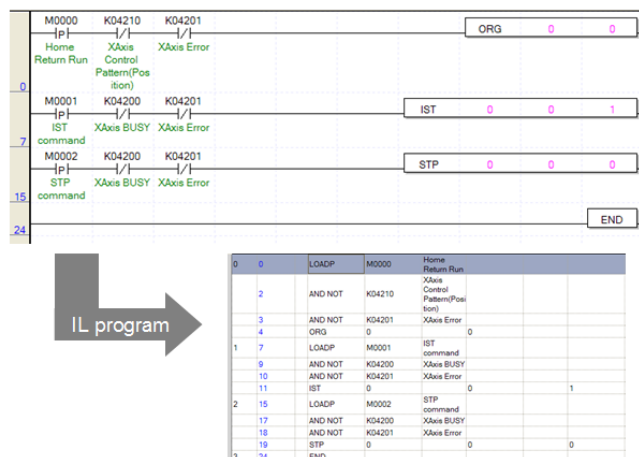 M0000 K04210 K04201
P / / ORG 0 0
Home XAxis XAxis Error
Return Run Control
Pattern(Pos
ition)
0
M0001 K04200 K04201
P / / IST 0 0 1
IST XAxis BUSY XAxis Error
command
7
M0002 K04200 K04201
P / / STP 0 0 0
STP XAxis BUSY XAxis Error
command
15
END
24
IL program
0 0 LOADP M0000 Home
Return Run
2 AND NOT K04210 XAxis
Control
Pattern(Posi
tion)
3 AND NOT K04201 XAxis Error
4 ORG 0 0
1 7 LOADP M0001 IST
command
9 AND NOT K04200 XAxis BUSY
10 AND NOT K04201 XAxis Error
11 IST 0 0 1
2 15 LOADP M0002 STP
command
17 AND NOT K04200 XAxis BUSY
18 AND NOT K04201 XAxis Error
19 STP 0 0 0
3 24 END